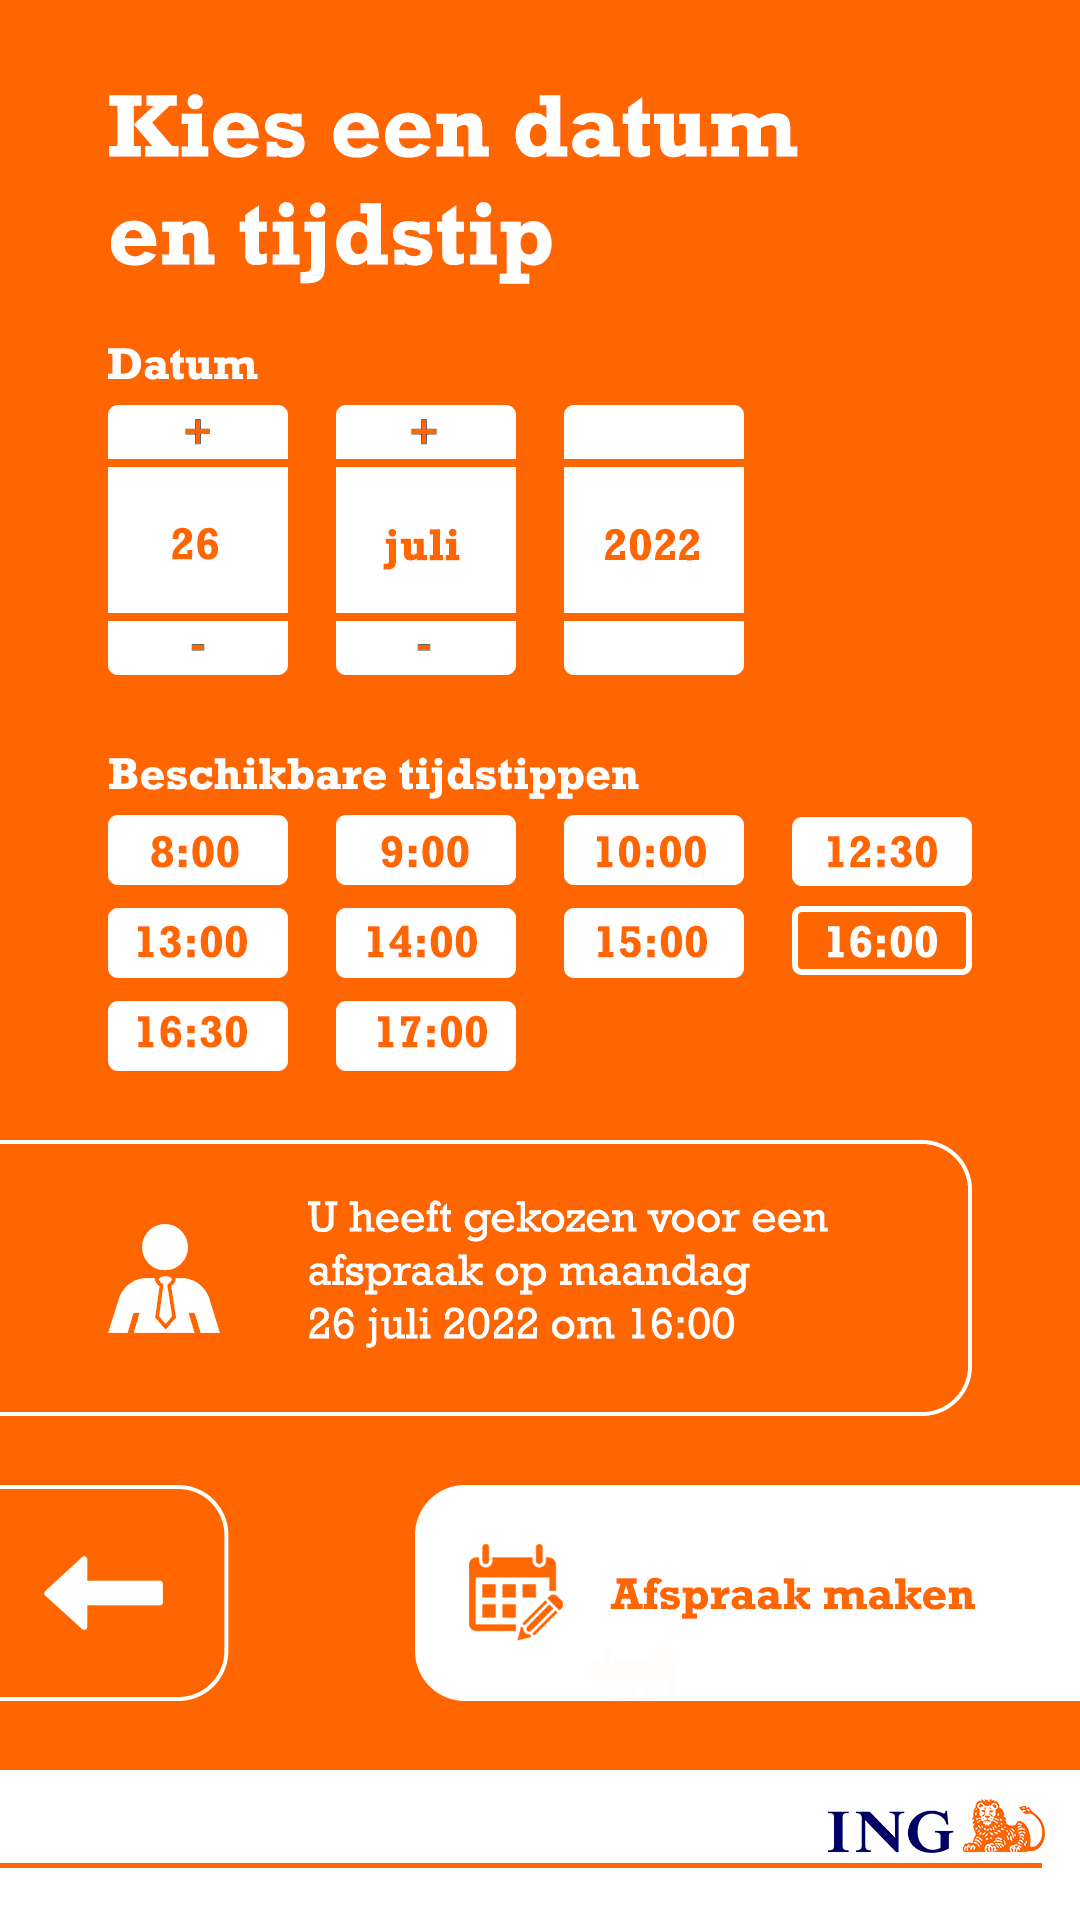 Kies een datum
en tijdstip
Datum
+ +
26 juli 2022
- -
Beschikbare tijdstippen
8:00 9:00 10:00 12:30
13:00 14:00 15:00 16:00
16:30 17:00
U heeft gekozen voor een
afspraak op maandag
26 juli 2022 om 16:00
Afspraak maken
ING